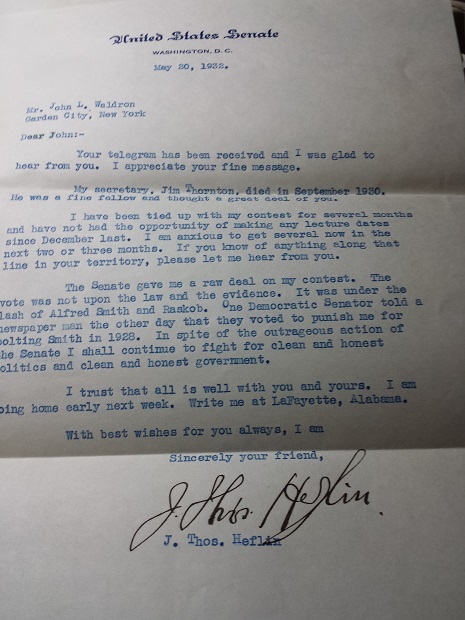 United States Senate
WASHINGTON, D.C.
May 20, 1932.
Mr. John L. Waldron
Garden City, New York
Dear John:-
Your telegram has been received and I was glad to
hear from you. I appreciate your fine message.
My secretary, Jim Thornton, died in September 1930.
He was a fine fellow and thought a great deal of you.
I have been tied up with my contest for several months
and have not had the opportunity of making any lecture dates
since December last. I am anxious to get several now in the
next two or three months. If you know of anything along that
line in your territory, please let me hear from you.
The Senate gave me a raw deal on my contest. The
vote was not upon the law and the evidence. It was under the
lash of Alfred Smith and Raskob. One Democratic Senator told a
newspaper man the other day that they voted to punish me for
bolting Smith in 1928. In spite of the outrageous action of
the Senate I shall continue to fight for clean and honest
olitics and clean and honest government.
I trust that all is well with you and yours. I am
oing home early next week. Write me at LaFayette, Alabama.
With best wishes for you always, I am
Sincerely your friend,
J. Thos. Heflin.
J. Thos. Heflin